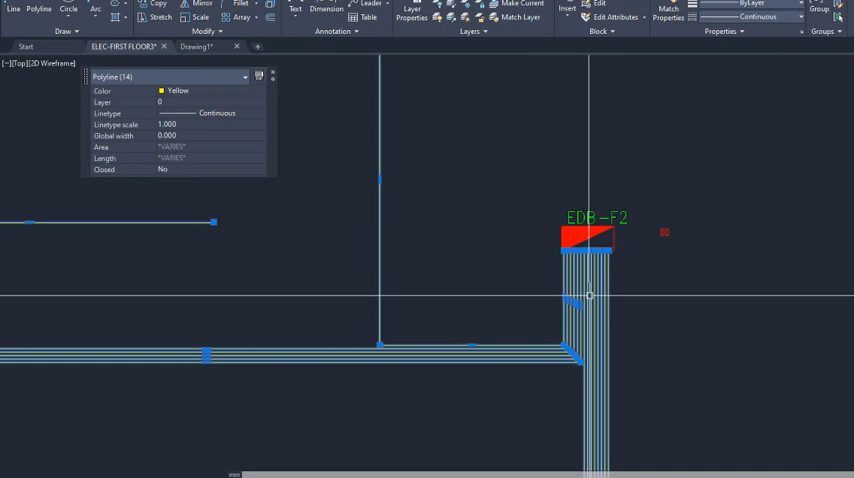 Copy Mirror Fillet Leader Make Current Edit ByLayer
Line Polyline Circle Arc Text Dimension Layer Properties Insert Match Properties Group
Stretch Scale Array Table Match Layer Edit Attributes Continuous
Draw Modify Annotation Layers Block Properties Groups
Start ELEC-FIRST FLOOR3* Drawing1*
[−][Top][2D Wireframe]
Polyline (14)
Color Yellow
Layer 0
Linetype Continuous
Linetype scale 1.000
Global width 0.000
Area *VARIES*
Length *VARIES*
Closed No
EDB-F2